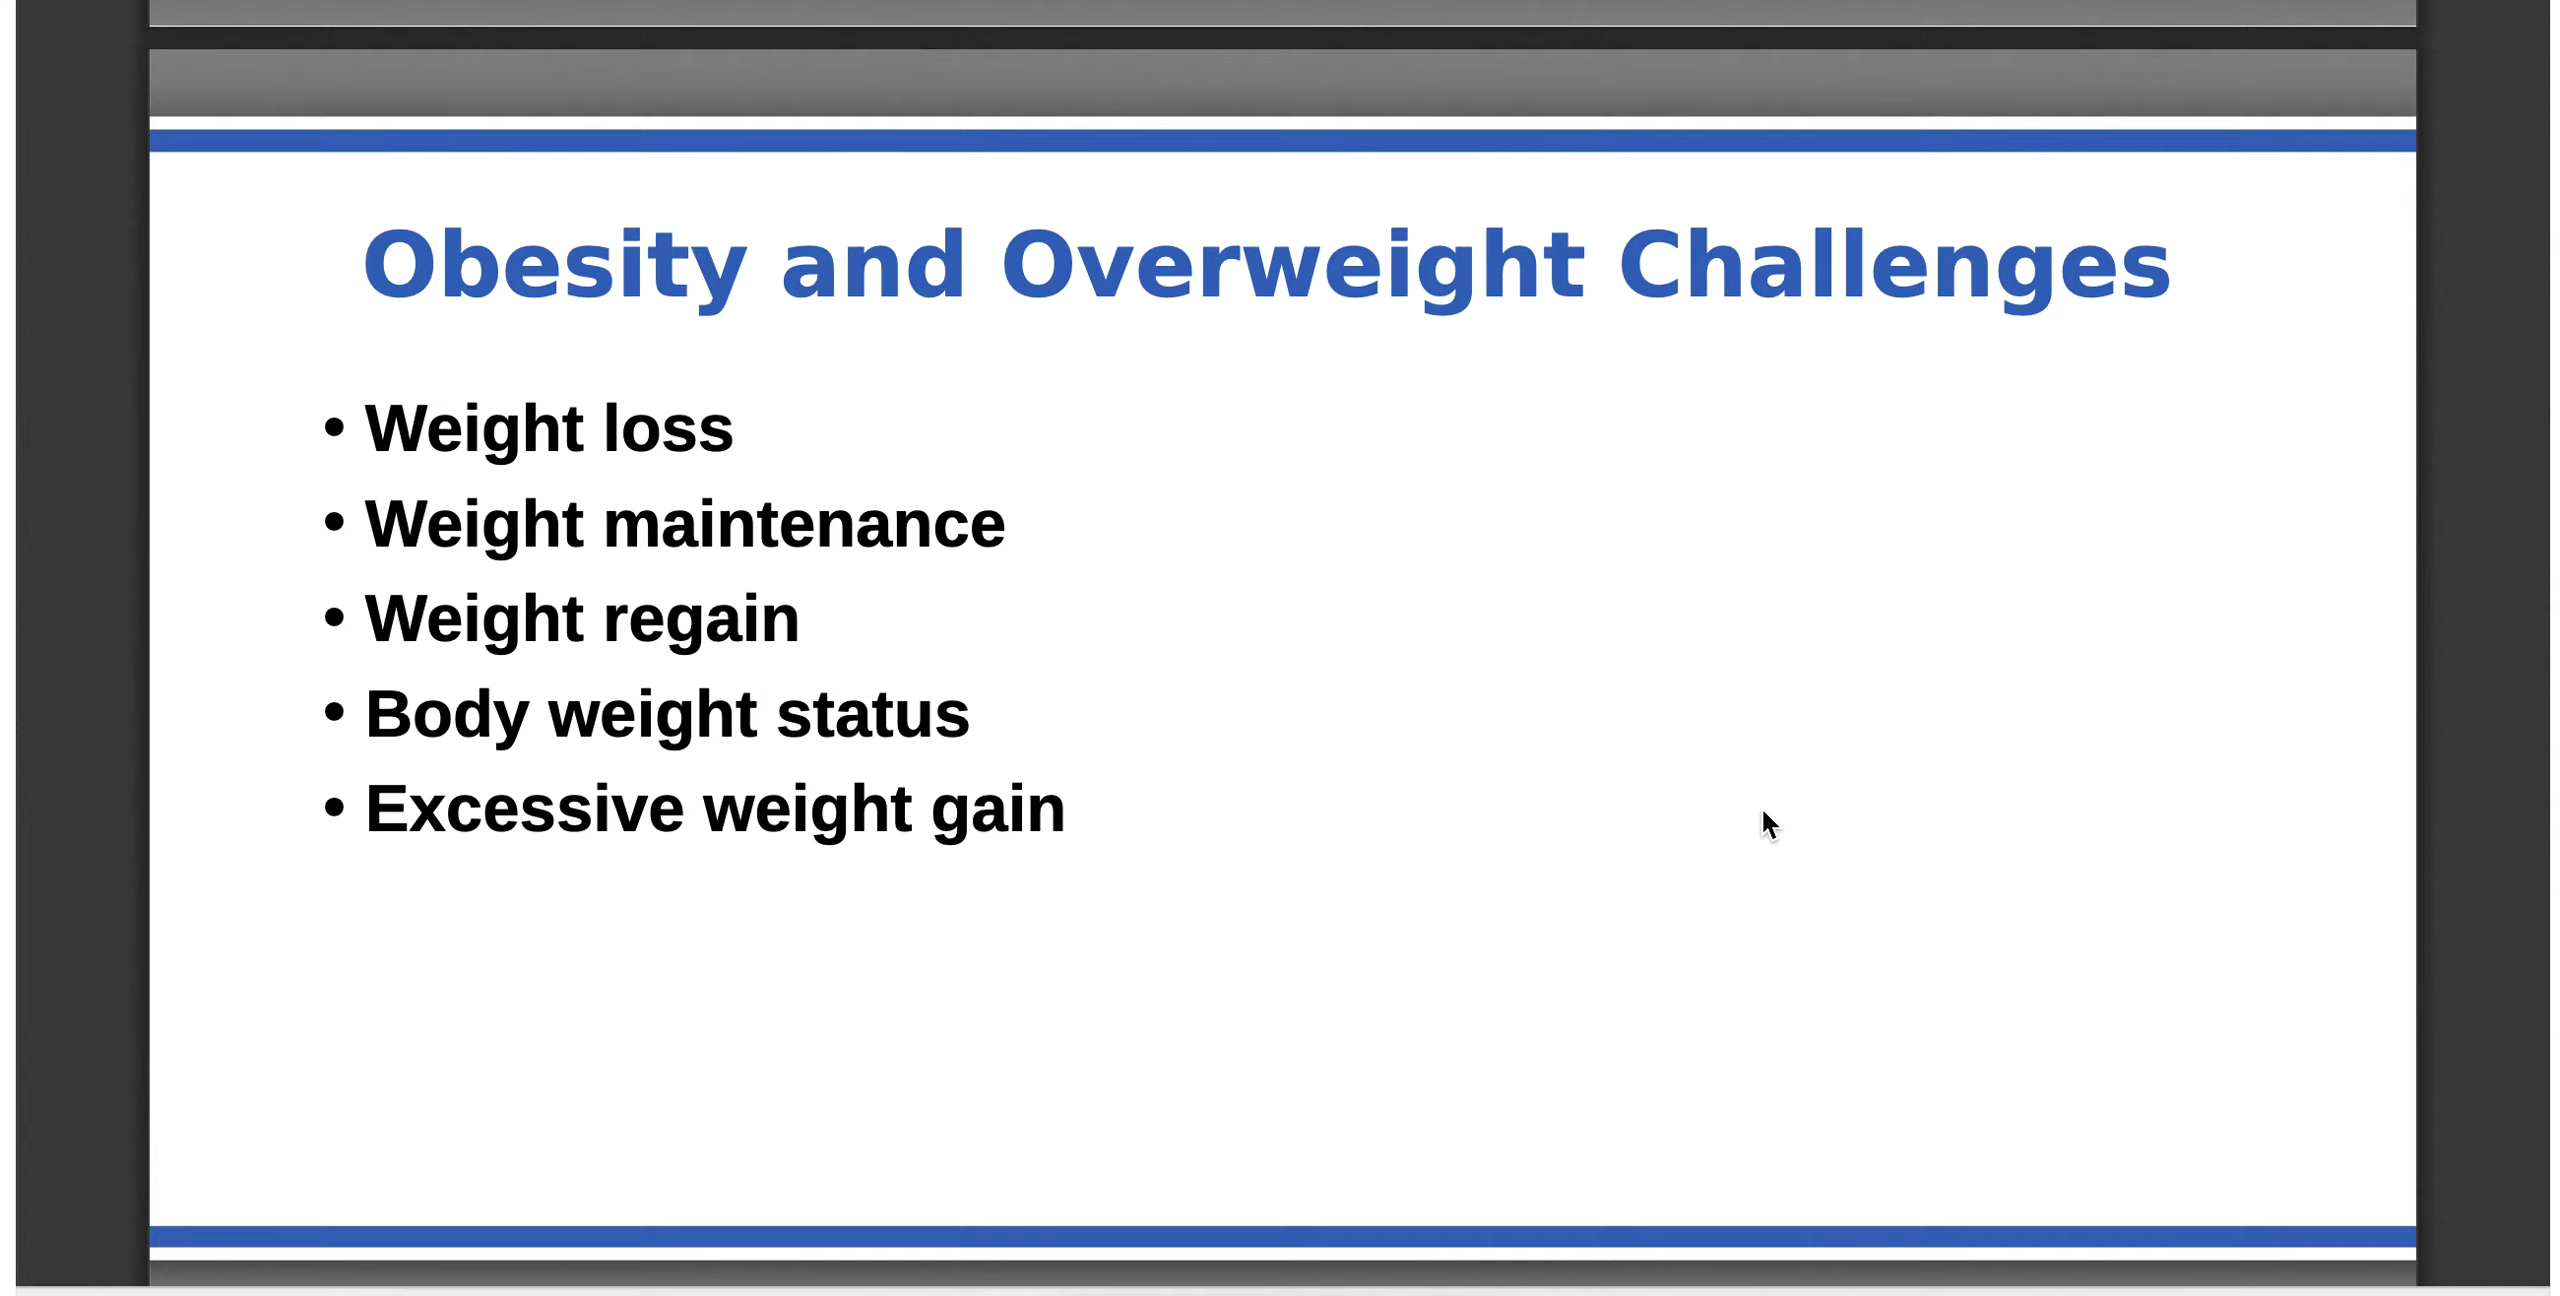 Obesity and Overweight Challenges
• Weight loss
• Weight maintenance
• Weight regain
• Body weight status
• Excessive weight gain